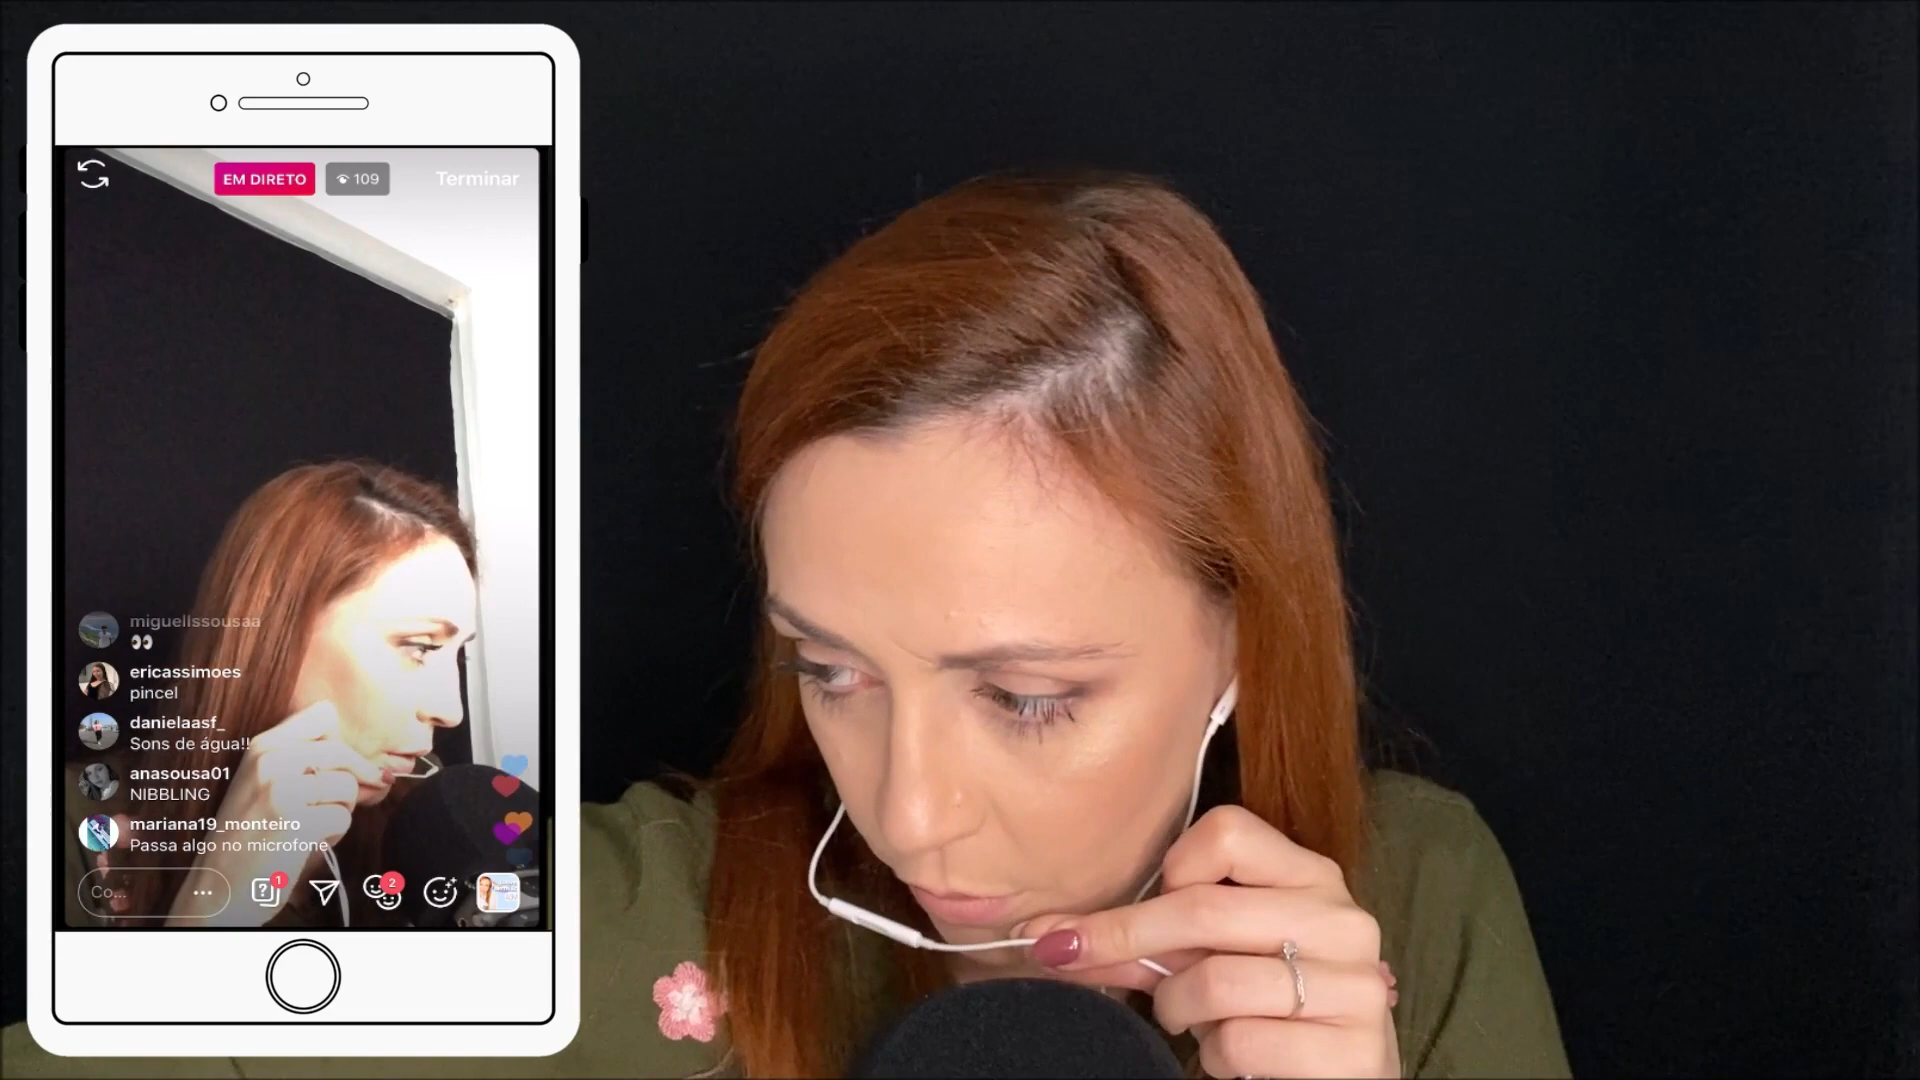 EM DIRETO
109
Terminar
miguellssousaa
ericassimoes
pincel
danielaasf_
Sons de água!!
anasousa01
NIBBLING
mariana19_monteiro
Passa algo no microfone
Co...
1
2